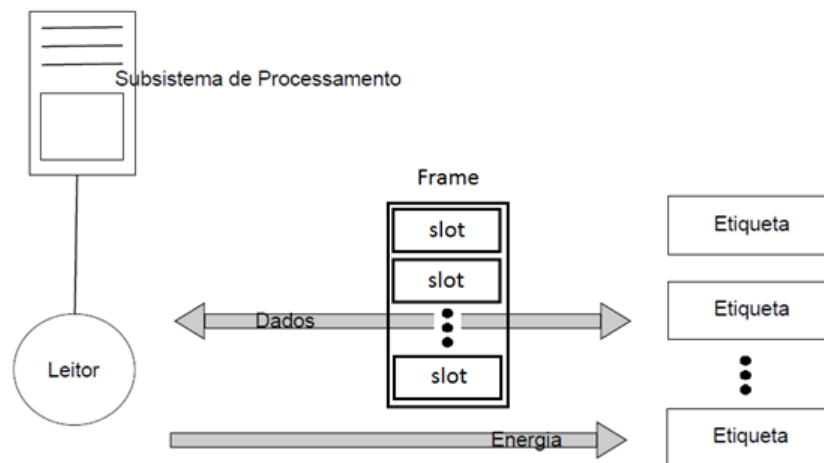 Subsistema de Processamento
Frame
slot
slot
slot
Etiqueta
Etiqueta
Etiqueta
Dados
Leitor
Energia